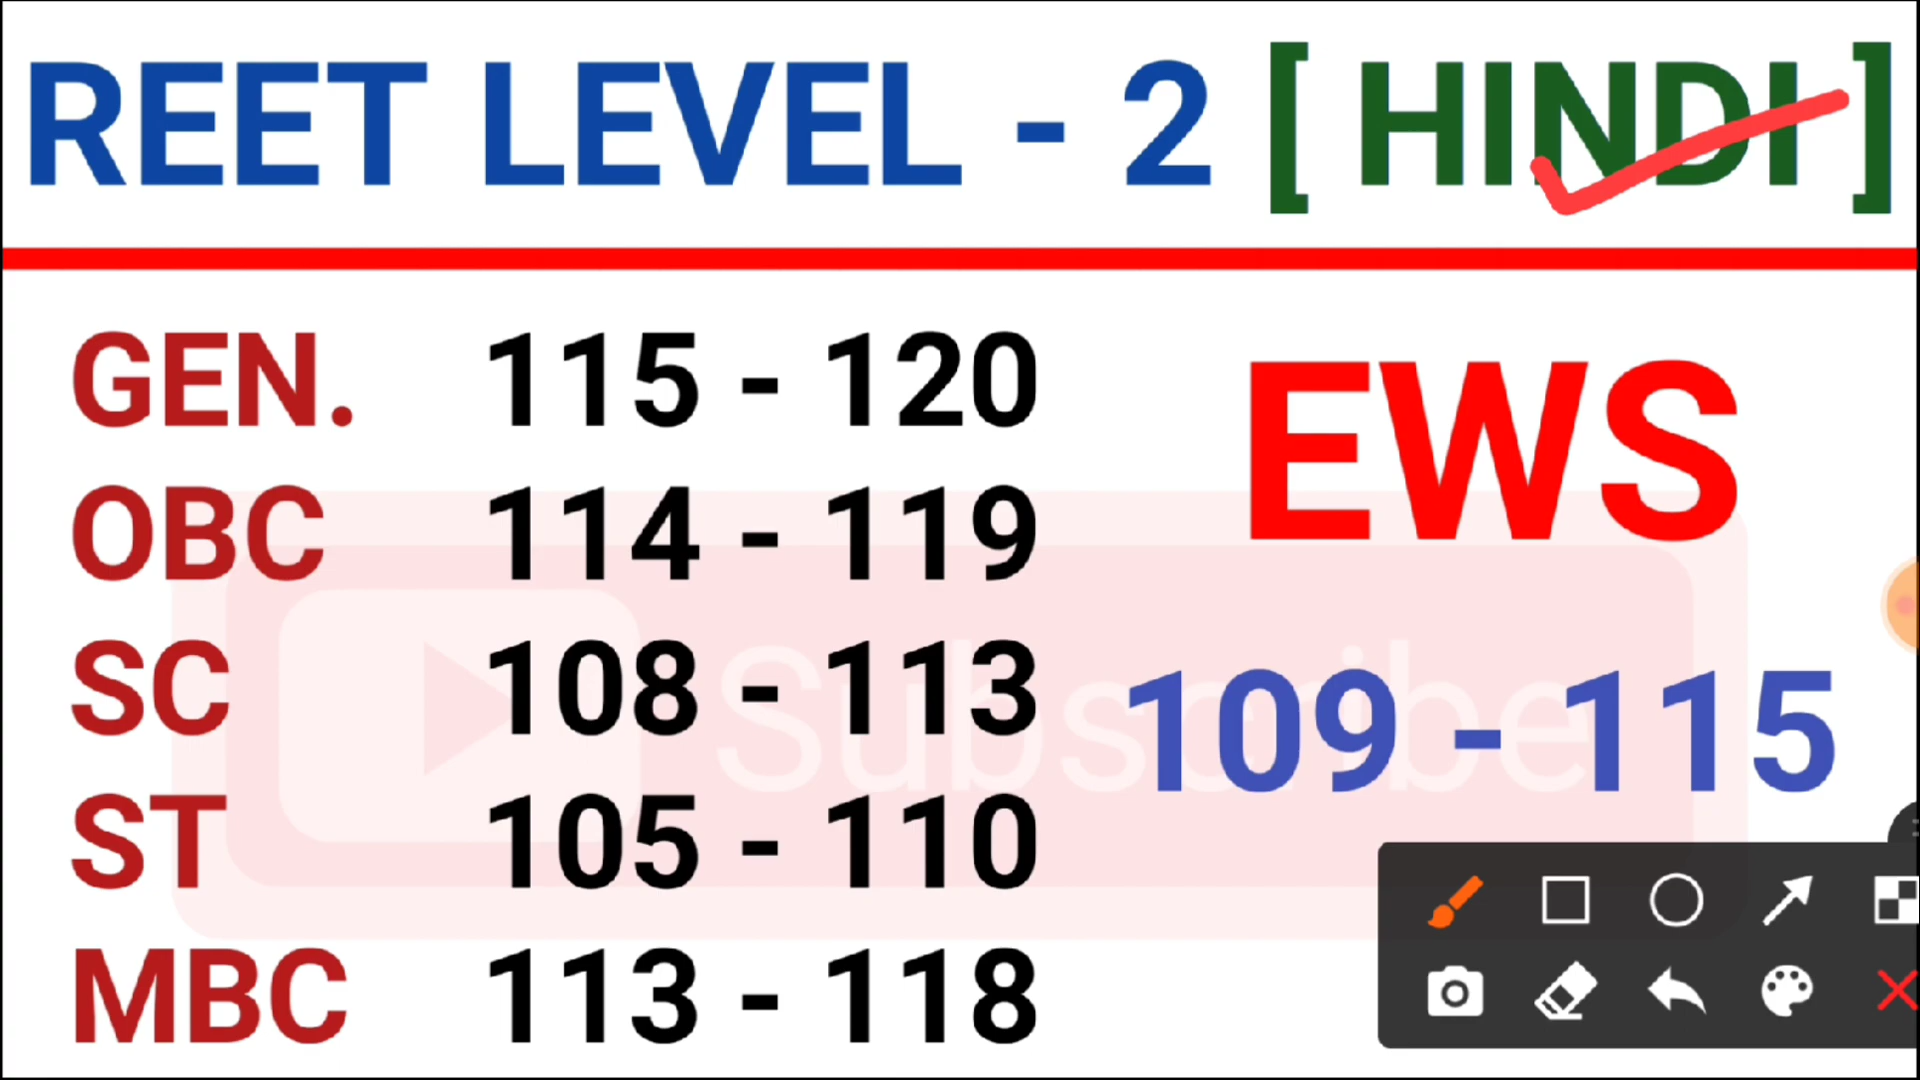 REET LEVEL - 2 [ HINDI ]
GEN. 115 - 120
OBC 114 - 119
SC 108 - 113
ST 105 - 110
MBC 113 - 118
EWS
109 - 115
Subscribe